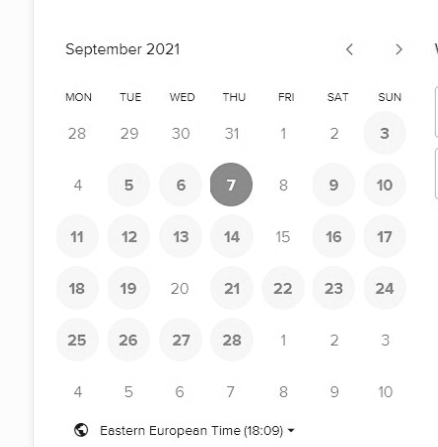 September 2021
MON TUE WED THU FRI SAT SUN
28 29 30 31 1 2 3
4 5 6 7 8 9 10
11 12 13 14 15 16 17
18 19 20 21 22 23 24
25 26 27 28 1 2 3
4 5 6 7 8 9 10
Eastern European Time (18:09)